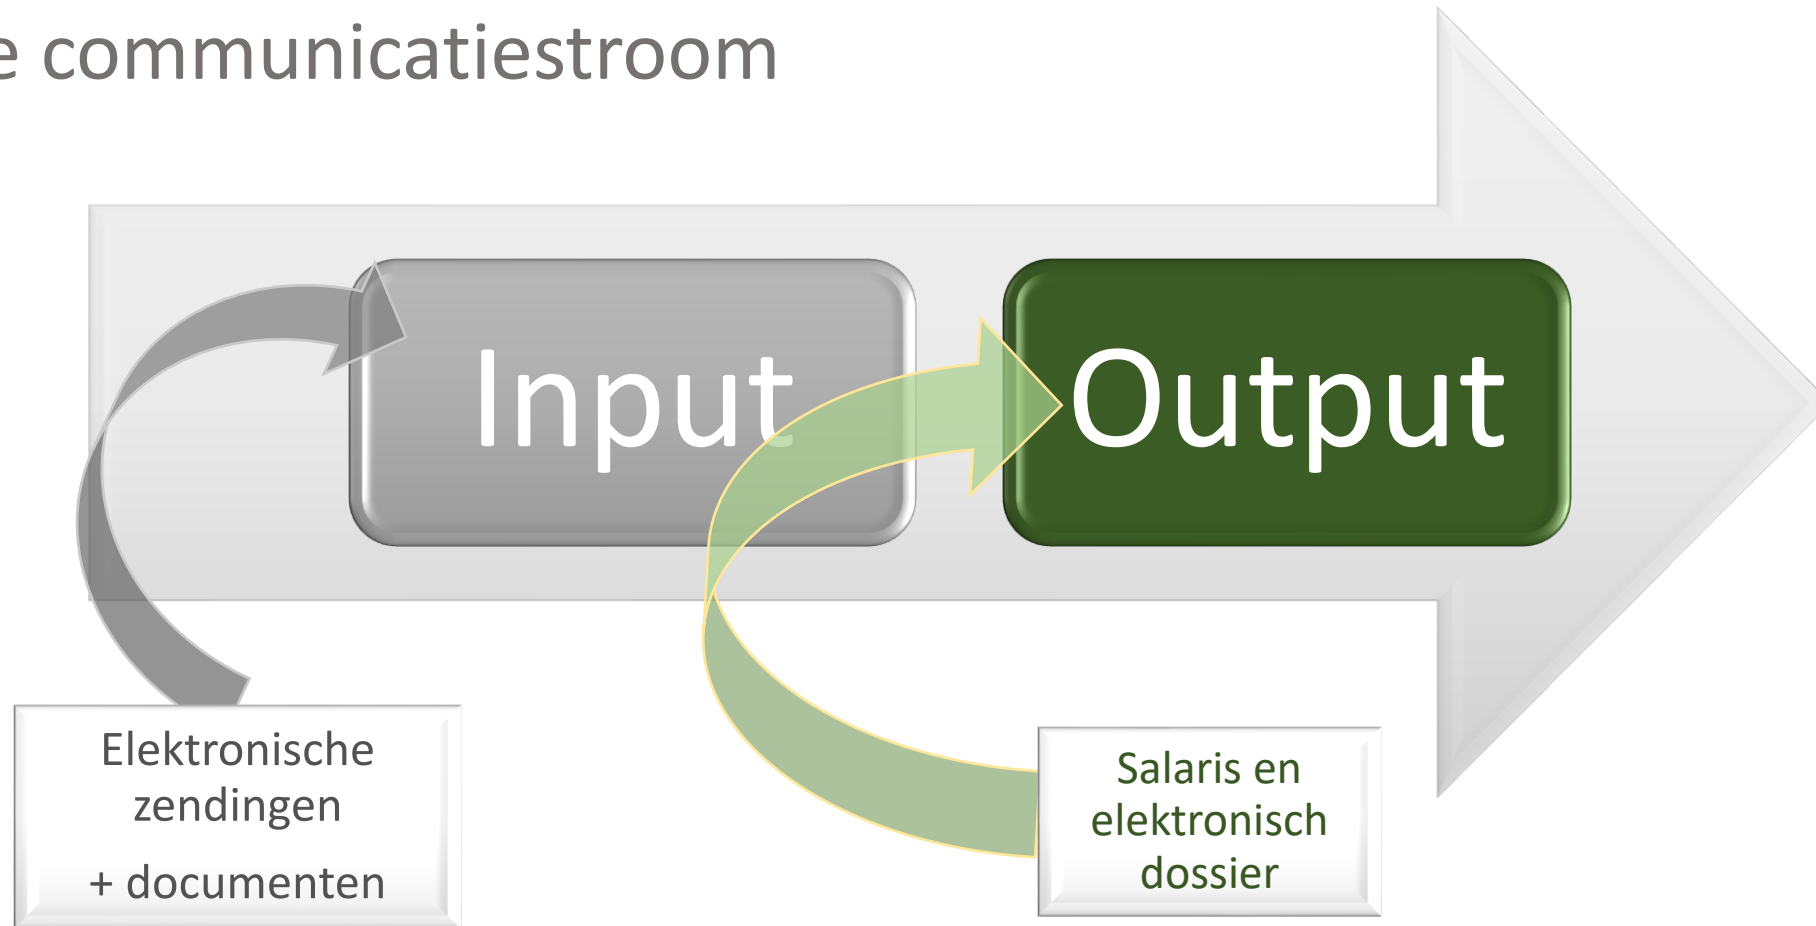 e communicatiestroom
Input
Output
Elektronische
zendingen
+ documenten
Salaris en
elektronisch
dossier